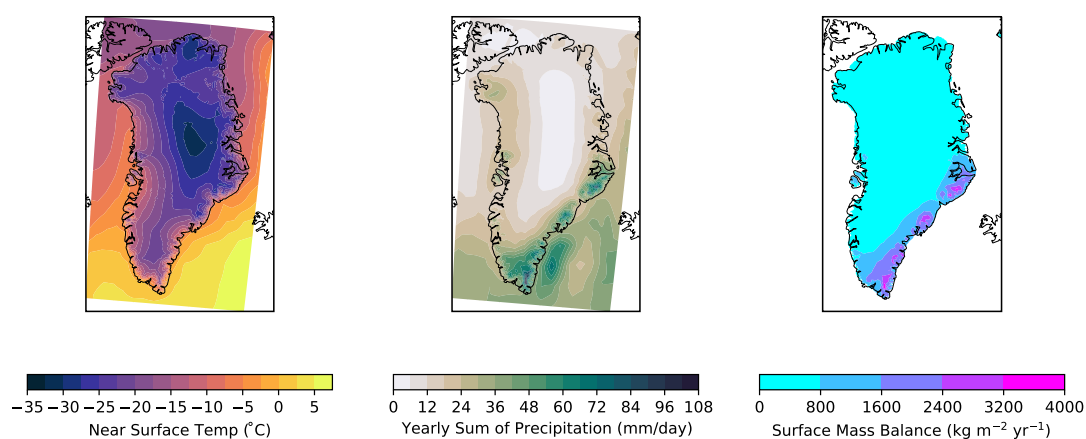 −35 −30 −25 −20 −15 −10 −5 0 5
Near Surface Temp (˚C)
0 12 24 36 48 60 72 84 96 108
Yearly Sum of Precipitation (mm/day)
0 800 1600 2400 3200 4000
Surface Mass Balance (kg m⁻² yr⁻¹)